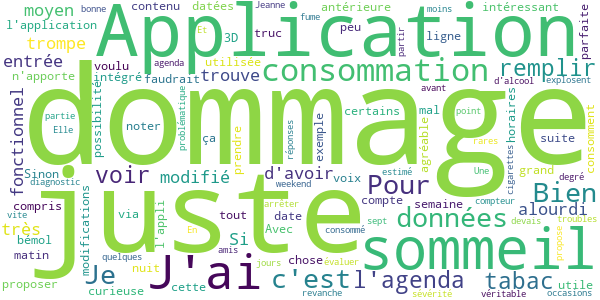 moyen bonne contenu datées Et 3D Jeanne fume antérieure moins intéressant
l'application Application truc peu ligne partir parfaite
trompe agenda utilisée
entrée voulu intégré faudrait trouve consommation remplir d'alcool explosent
n'apporte possibilité problématique avant
fonctionnel dommage horaires
partie Elle noter ça prendre réponses exemple certains mal agréable point rares cigarettes suite consomment
Sinon voir modifié d'avoir voix estimé Pour Une grand degré
diagnostic juste weekend compte compteur Bien
compris modifications via l'appli tout arrêter date consommé semaine données devais alourdi troubles
vite très En Si Avec sept
bémol amis chose sommeil propose
matin Je nuit jours évaluer
proposer quelques J'ai c'est l'agenda tabac utile
curieuse cette revanche sévérité véritable occasions